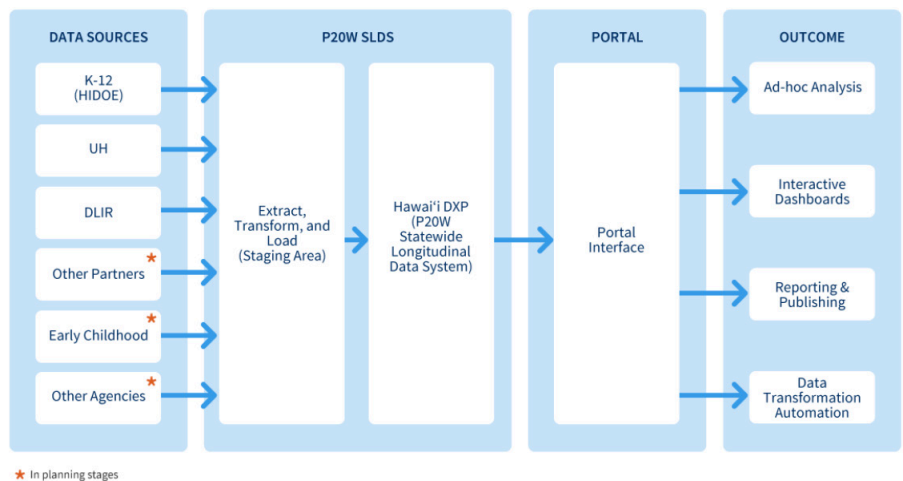 DATA SOURCES
K-12
(HIDOE)
UH
DLIR
Other Partners
*
Early Childhood
*
Other Agencies
*
P20W SLDS
Extract,
Transform, and
Load
(Staging Area)
Hawaiʻi DXP
(P20W
Statewide
Longitudinal
Data System)
PORTAL
Portal
Interface
OUTCOME
Ad-hoc Analysis
Interactive
Dashboards
Reporting &
Publishing
Data
Transformation
Automation
* In planning stages